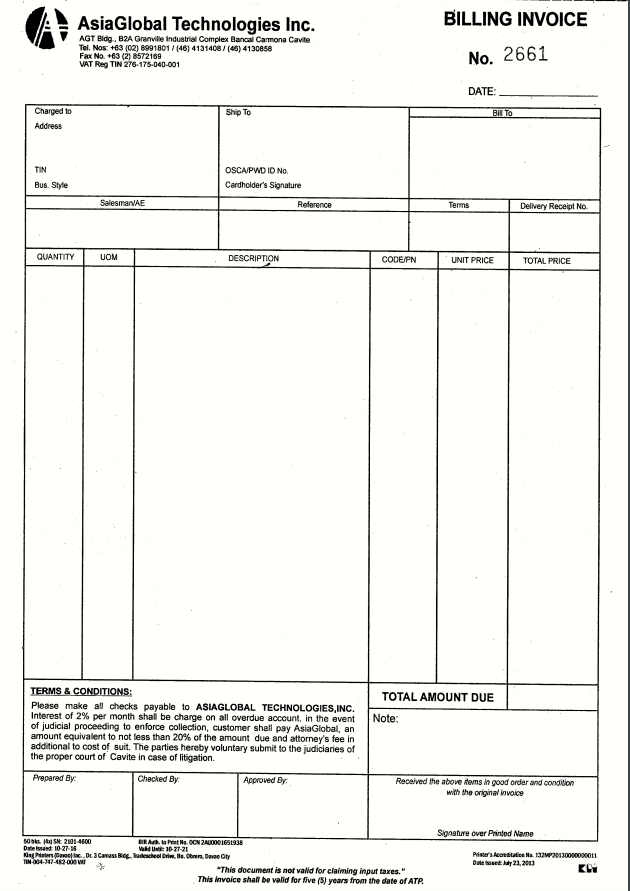 AsiaGlobal Technologies Inc.
AGT Bldg., B2A Granville Industrial Complex Bancal Carmona Cavite
Tel. Nos: +63 (02) 8991801 / (46) 4131408 / (46) 4130858
Fax No. +63 (2) 8572169
VAT Reg TIN 276-175-040-001
BILLING INVOICE
No. 2661
DATE:
Charged to
Address
TIN
Bus. Style
Ship To
OSCA/PWD ID No.
Cardholder's Signature
Bill To
Salesman/AE Reference Terms Delivery Receipt No.
QUANTITY UOM DESCRIPTION CODE/PN UNIT PRICE TOTAL PRICE
TERMS & CONDITIONS:
Please make all checks payable to ASIAGLOBAL TECHNOLOGIES,INC.
Interest of 2% per month shall be charge on all overdue account. in the event
of judicial proceeding to enforce collection, customer shall pay AsiaGlobal, an
amount equivalent to not less than 20% of the amount due and attorney's fee in
additional to cost of suit. The parties hereby voluntary submit to the judiciaries of
the proper court of Cavite in case of litigation.
TOTAL AMOUNT DUE
Note:
Prepared By: Checked By: Approved By:
Received the above items in good order and condition
with the original invoice
Signature over Printed Name
50 bks. (4x) SN: 2101-4600
Date Issued: 10-27-16
King Printers (Davao) Inc., Dr. 3 Camass Bldg., Tradeschool Drive, Bo. Obrero, Davao City
TIN-004-747-482-000 VAT
BIR Auth. to Print No. OCN 2AU0001651938
Valid Until: 10-27-21
Printer's Accreditation No. 132MP20130000000011
Date Issued: July 23, 2013
"This document is not valid for claiming input taxes."
This invoice shall be valid for five (5) years from the date of ATP.